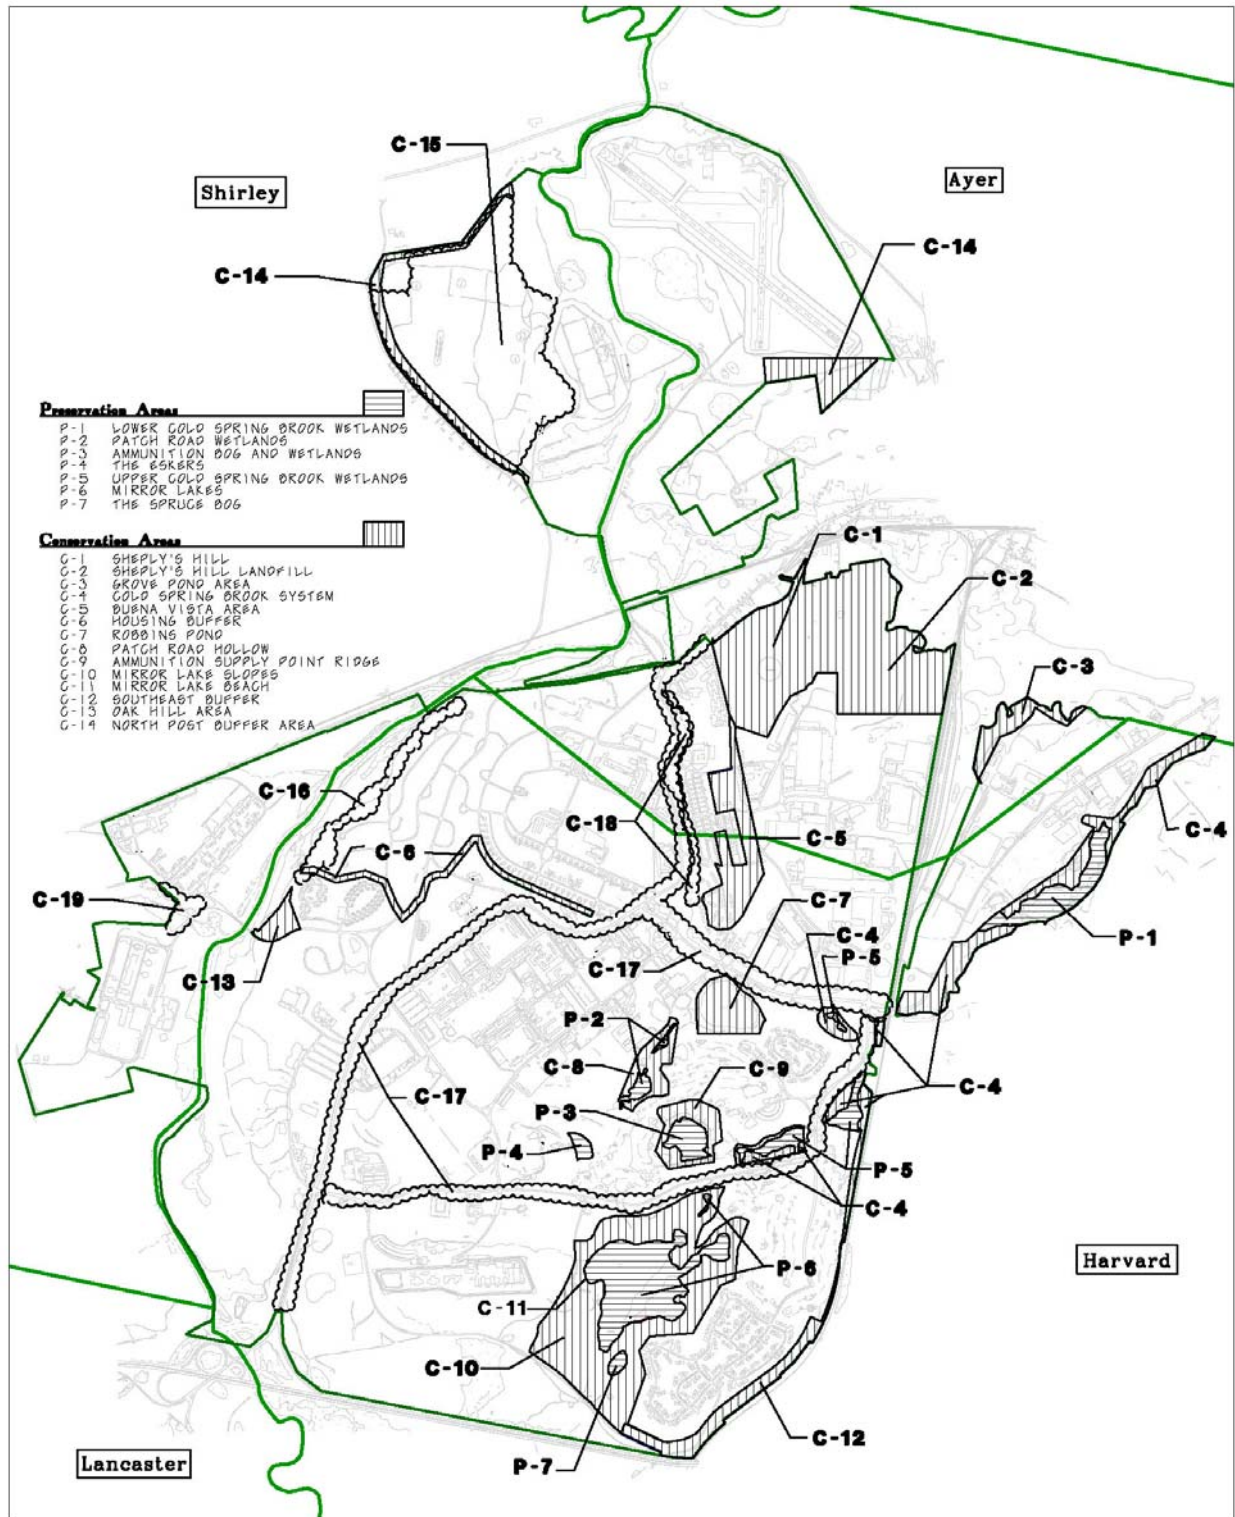 C-15
Shirley
Ayer
C-14
C-14
Preservation Areas
P-1 LOWER COLD SPRING BROOK WETLANDS
P-2 PATCH ROAD WETLANDS
P-3 AMMUNITION BOG AND WETLANDS
P-4 THE ESKERS
P-5 UPPER COLD SPRING BROOK WETLANDS
P-6 MIRROR LAKES
P-7 THE SPRUCE BOG
Conservation Areas
C-1 SHEPLY'S HILL
C-2 SHEPLY'S HILL LANDFILL
C-3 GROVE POND AREA
C-4 COLD SPRING BROOK SYSTEM
C-5 BUENA VISTA AREA
C-6 HOUSING BUFFER
C-7 ROBBINS POND
C-8 PATCH ROAD HOLLOW
C-9 AMMUNITION SUPPLY POINT RIDGE
C-10 MIRROR LAKE SLOPES
C-11 MIRROR LAKE BEACH
C-12 SOUTHEAST BUFFER
C-13 OAK HILL AREA
C-14 NORTH POST BUFFER AREA
C-1
C-2
C-3
C-16
C-18
C-5
C-4
C-6
C-19
C-7
C-4
P-5
P-1
C-17
C-13
P-2
C-8
C-9
C-4
C-17
P-3
P-4
P-5
C-4
Harvard
P-6
C-11
C-10
C-12
P-7
Lancaster